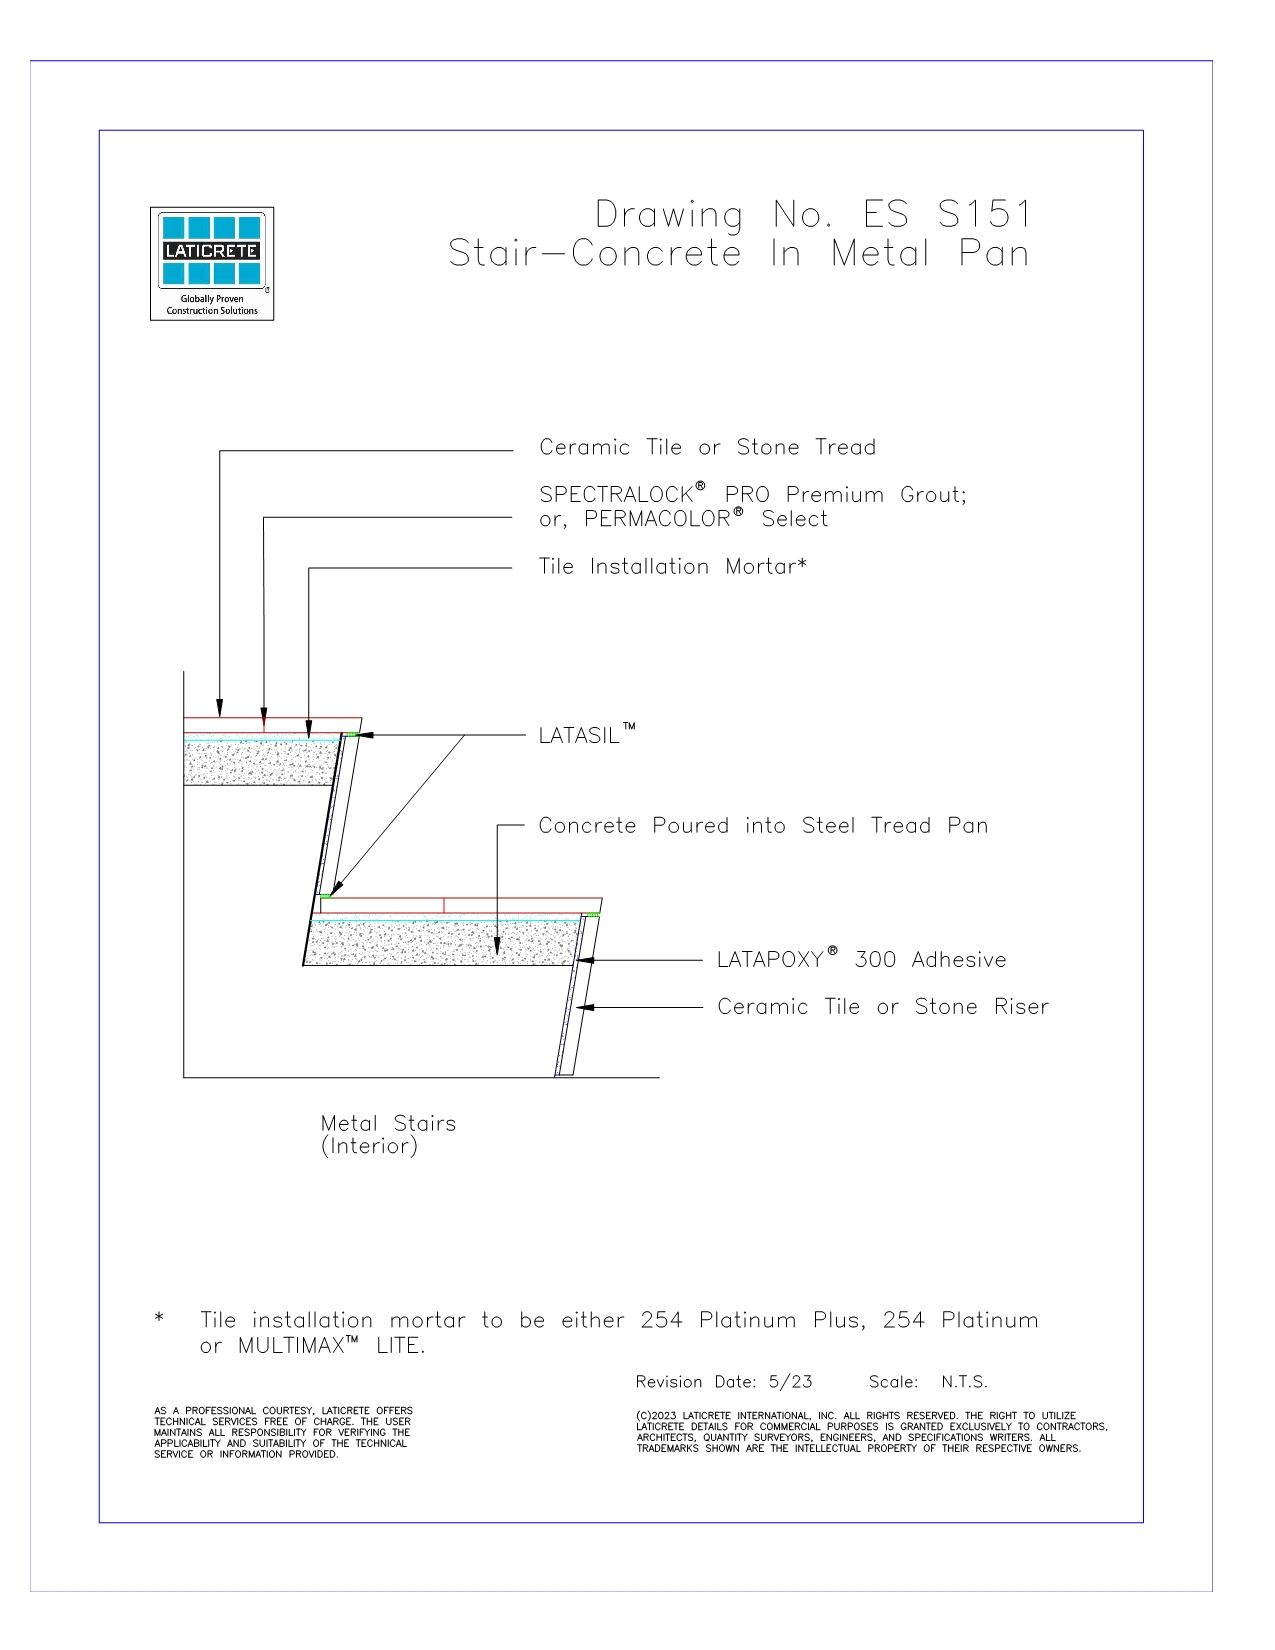 Drawing No. ES S151
Stair-Concrete In Metal Pan
LATICRETE
®
Globally Proven
Construction Solutions
Ceramic Tile or Stone Tread
SPECTRALOCK® PRO Premium Grout;
or, PERMACOLOR® Select
Tile Installation Mortar*
LATASIL™
Concrete Poured into Steel Tread Pan
LATAPOXY® 300 Adhesive
Ceramic Tile or Stone Riser
Metal Stairs
(Interior)
* Tile installation mortar to be either 254 Platinum Plus, 254 Platinum
or MULTIMAX™ LITE.
Revision Date: 5/23 Scale: N.T.S.
AS A PROFESSIONAL COURTESY, LATICRETE OFFERS
TECHNICAL SERVICES FREE OF CHARGE. THE USER
MAINTAINS ALL RESPONSIBILITY FOR VERIFYING THE
APPLICABILITY AND SUITABILITY OF THE TECHNICAL
SERVICE OR INFORMATION PROVIDED.
(C)2023 LATICRETE INTERNATIONAL, INC. ALL RIGHTS RESERVED. THE RIGHT TO UTILIZE
LATICRETE DETAILS FOR COMMERCIAL PURPOSES IS GRANTED EXCLUSIVELY TO CONTRACTORS,
ARCHITECTS, QUANTITY SURVEYORS, ENGINEERS, AND SPECIFICATIONS WRITERS. ALL
TRADEMARKS SHOWN ARE THE INTELLECTUAL PROPERTY OF THEIR RESPECTIVE OWNERS.